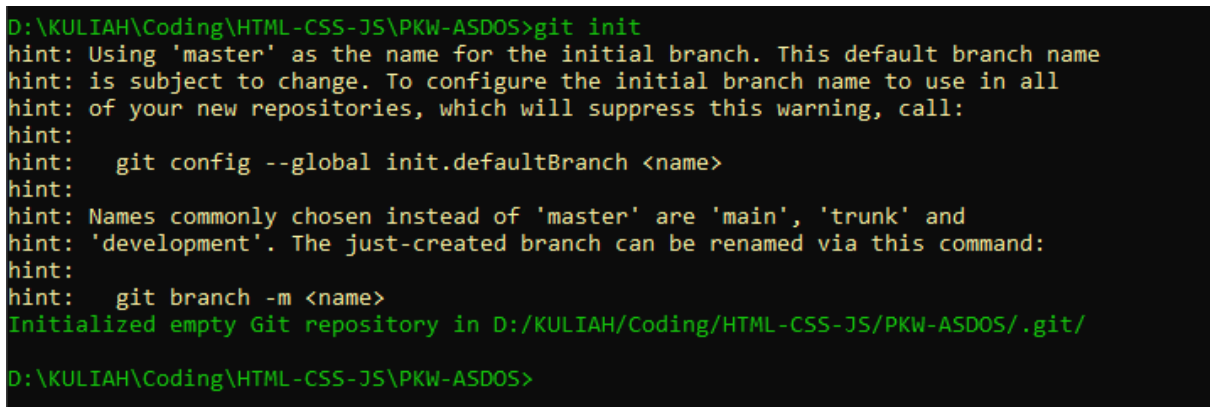 D:\KULIAH\Coding\HTML-CSS-JS\PKW-ASDOS>git init
hint: Using 'master' as the name for the initial branch. This default branch name
hint: is subject to change. To configure the initial branch name to use in all
hint: of your new repositories, which will suppress this warning, call:
hint:
hint:   git config --global init.defaultBranch <name>
hint:
hint: Names commonly chosen instead of 'master' are 'main', 'trunk' and
hint: 'development'. The just-created branch can be renamed via this command:
hint:
hint:   git branch -m <name>
Initialized empty Git repository in D:/KULIAH/Coding/HTML-CSS-JS/PKW-ASDOS/.git/
D:\KULIAH\Coding\HTML-CSS-JS\PKW-ASDOS>